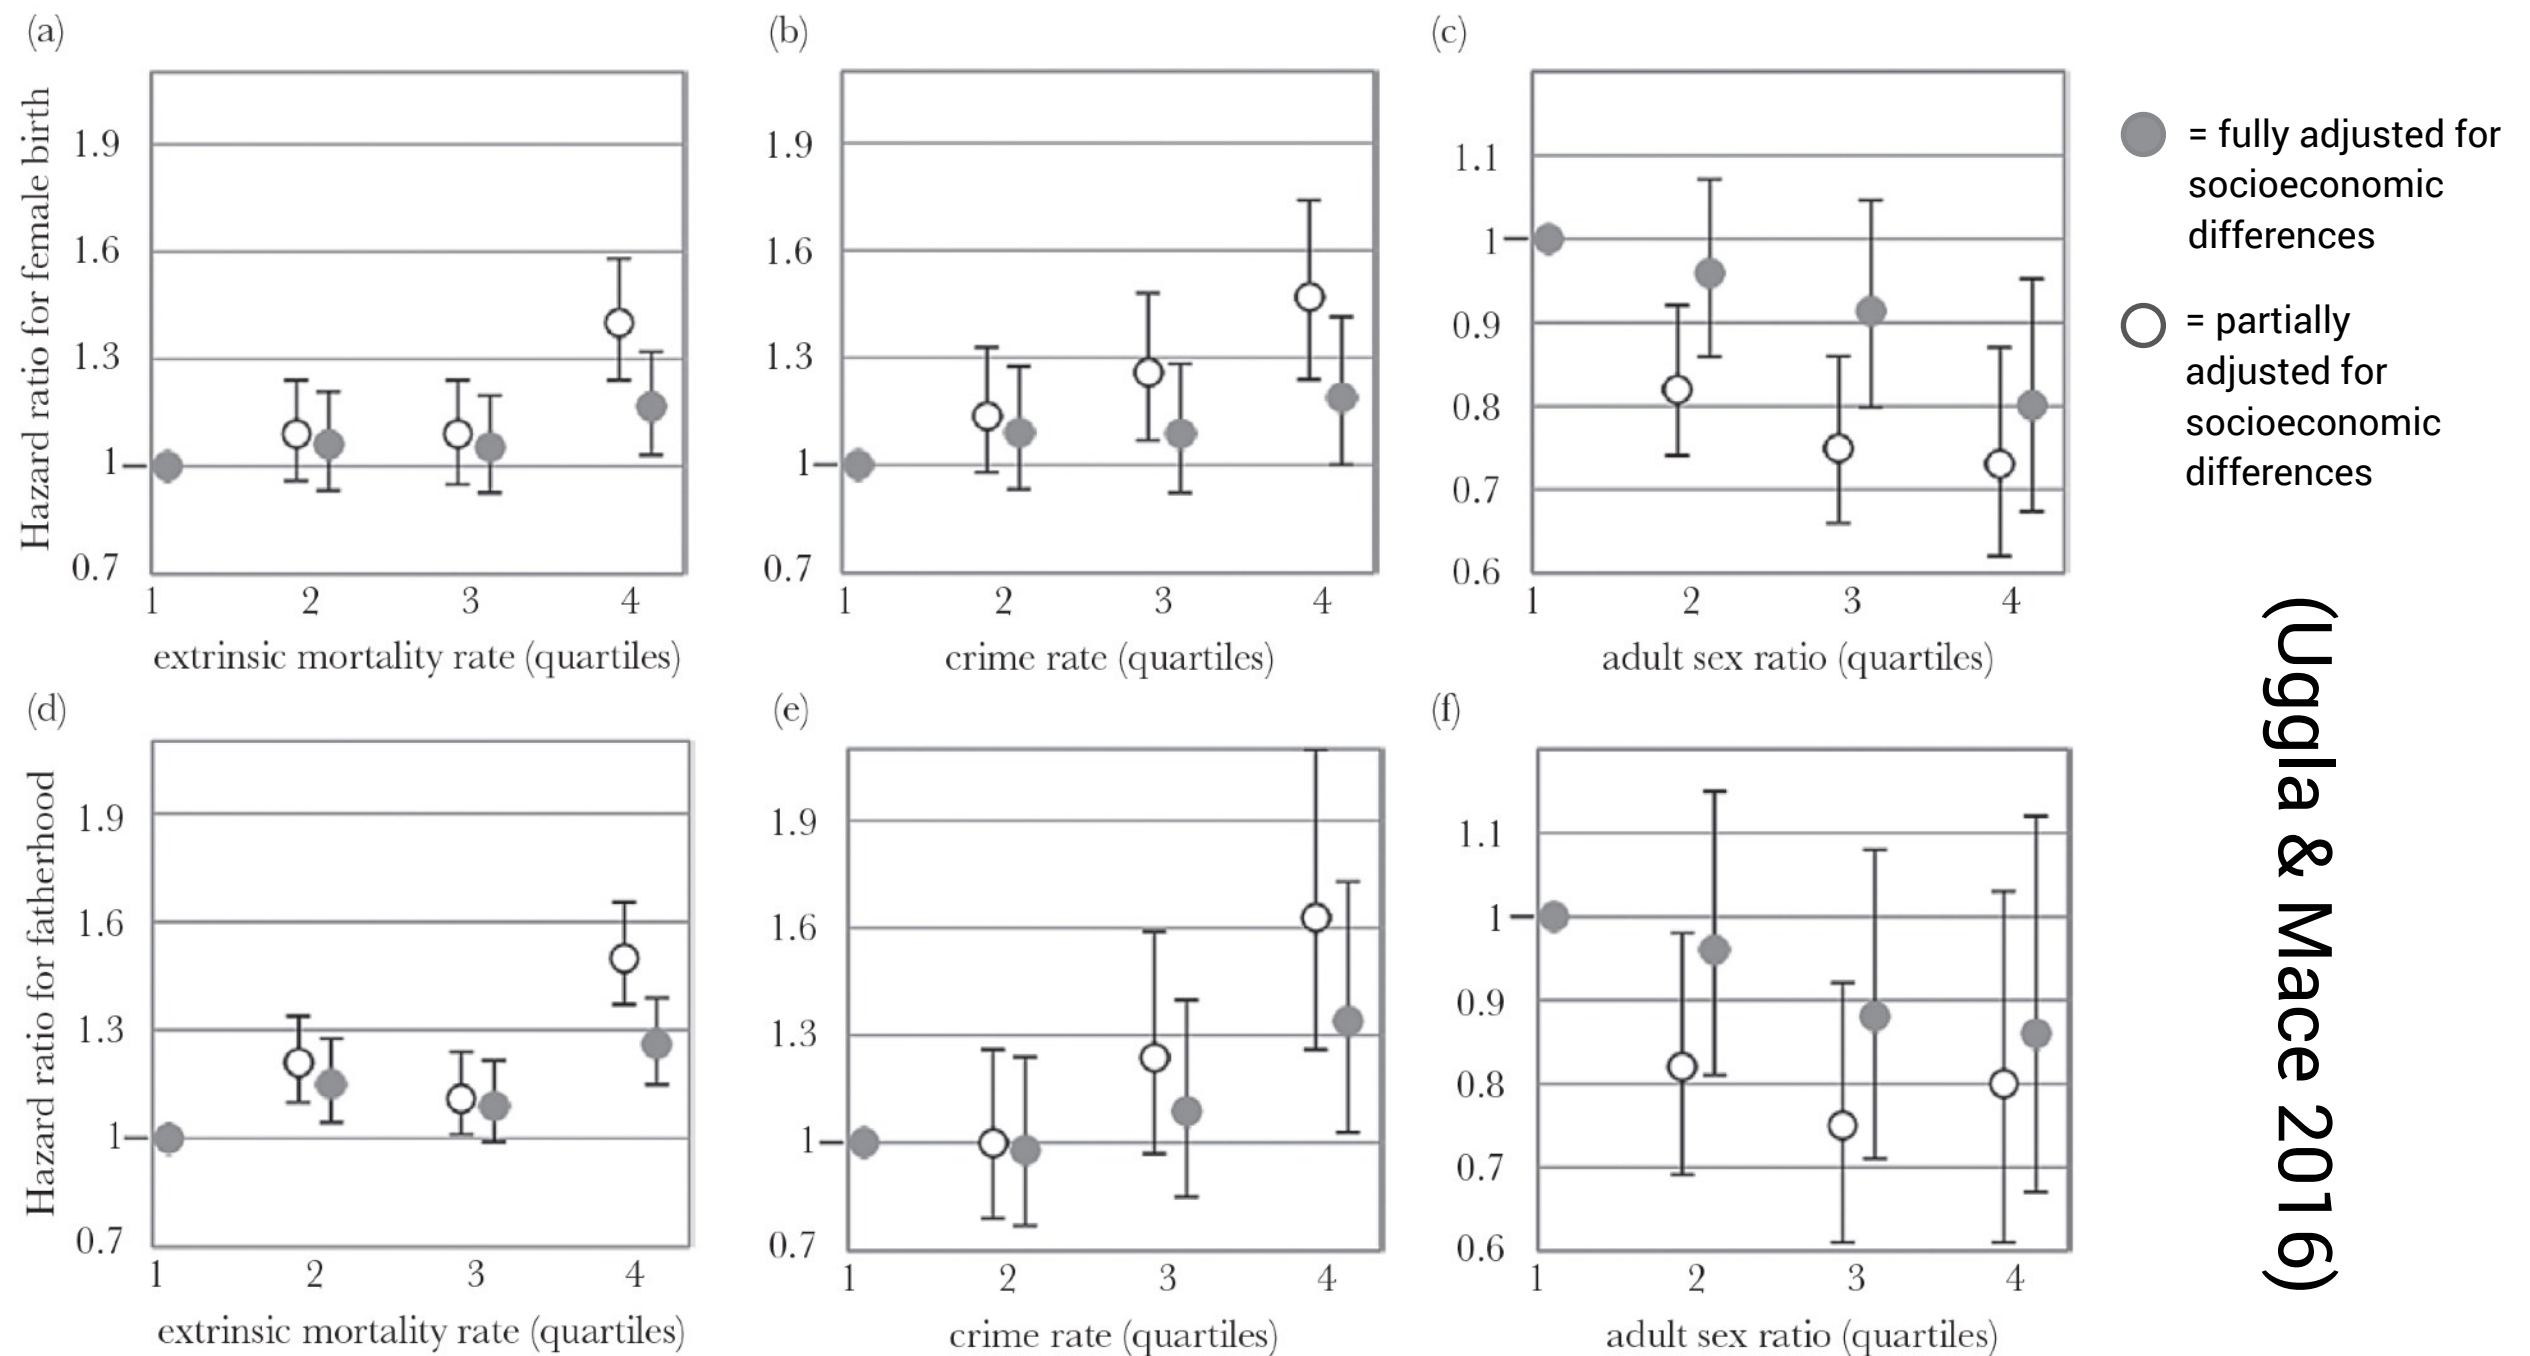 (a)
Hazard ratio for female birth
1.9
1.6
1.3
1
0.7
1 2 3 4
extrinsic mortality rate (quartiles)
(b)
1.9
1.6
1.3
1
0.7
1 2 3 4
crime rate (quartiles)
(c)
1.1
1
0.9
0.8
0.7
0.6
1 2 3 4
adult sex ratio (quartiles)
= fully adjusted for
socioeconomic
differences
= partially
adjusted for
socioeconomic
differences
(d)
Hazard ratio for fatherhood
1.9
1.6
1.3
1
0.7
1 2 3 4
extrinsic mortality rate (quartiles)
(e)
1.9
1.6
1.3
1
0.7
1 2 3 4
crime rate (quartiles)
(f)
1.1
1
0.9
0.8
0.7
0.6
1 2 3 4
adult sex ratio (quartiles)
(Uggla & Mace 2016)